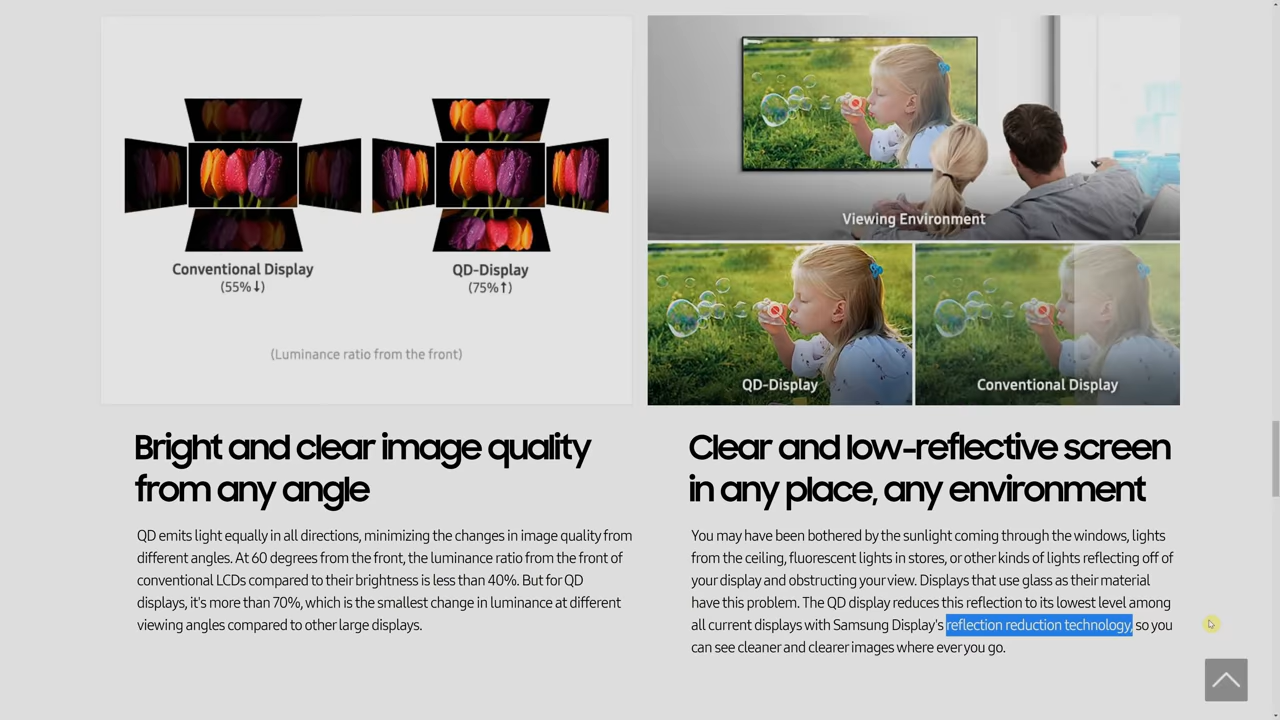 Conventional Display
(55%↓)
QD-Display
(75%↑)
(Luminance ratio from the front)
Bright and clear image quality
from any angle
QD emits light equally in all directions, minimizing the changes in image quality from
different angles. At 60 degrees from the front, the luminance ratio from the front of
conventional LCDs compared to their brightness is less than 40%. But for QD
displays, it's more than 70%, which is the smallest change in luminance at different
viewing angles compared to other large displays.
Viewing Environment
QD-Display
Conventional Display
Clear and low-reflective screen
in any place, any environment
You may have been bothered by the sunlight coming through the windows, lights
from the ceiling, fluorescent lights in stores, or other kinds of lights reflecting off of
your display and obstructing your view. Displays that use glass as their material
have this problem. The QD display reduces this reflection to its lowest level among
all current displays with Samsung Display's reflection reduction technology, so you
can see cleaner and clearer images where ever you go.